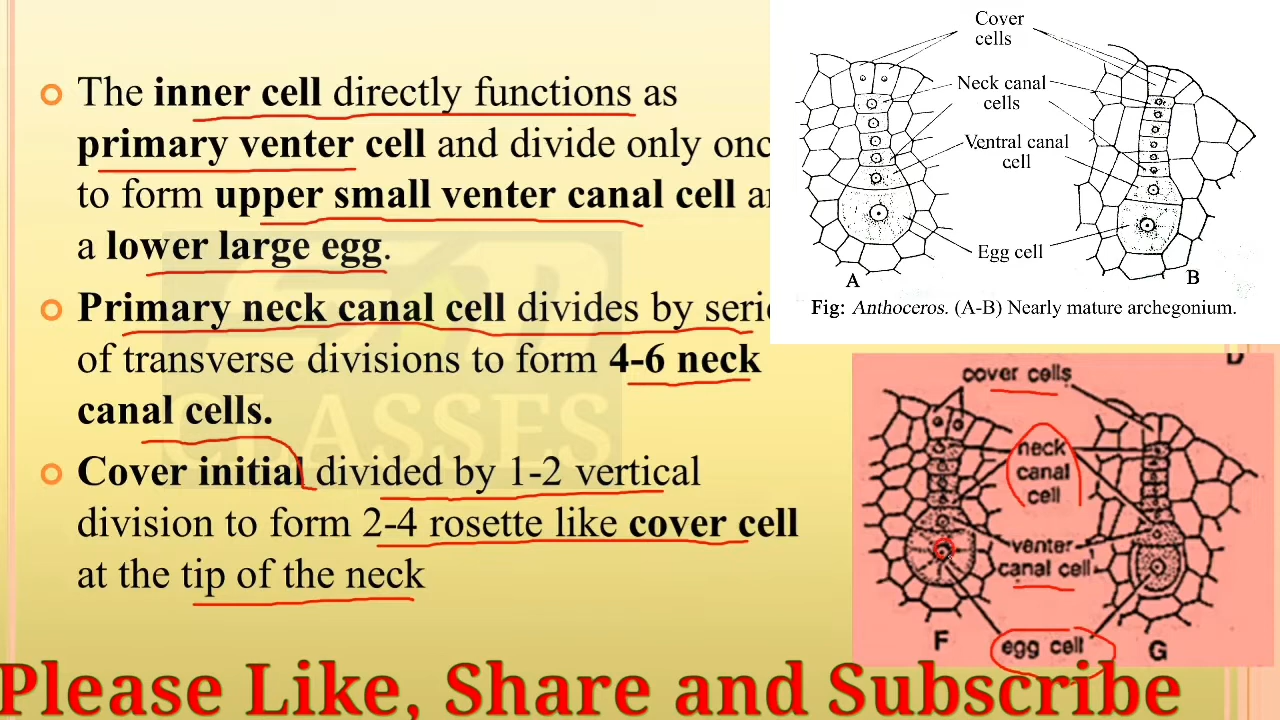 The inner cell directly functions as
primary venter cell and divide only onc
to form upper small venter canal cell a
a lower large egg.
Primary neck canal cell divides by seri
of transverse divisions to form 4-6 neck
canal cells.
Cover initial divided by 1-2 vertical
division to form 2-4 rosette like cover cell
at the tip of the neck
Cover
cells
Neck canal
cells
Ventral canal
cell
Egg cell
A
B
Fig: Anthoceros. (A-B) Nearly mature archegonium.
cover cells
neck
canal
cell
venter
canal cell
egg cell
F
G
CLASSES
Please Like, Share and Subscribe